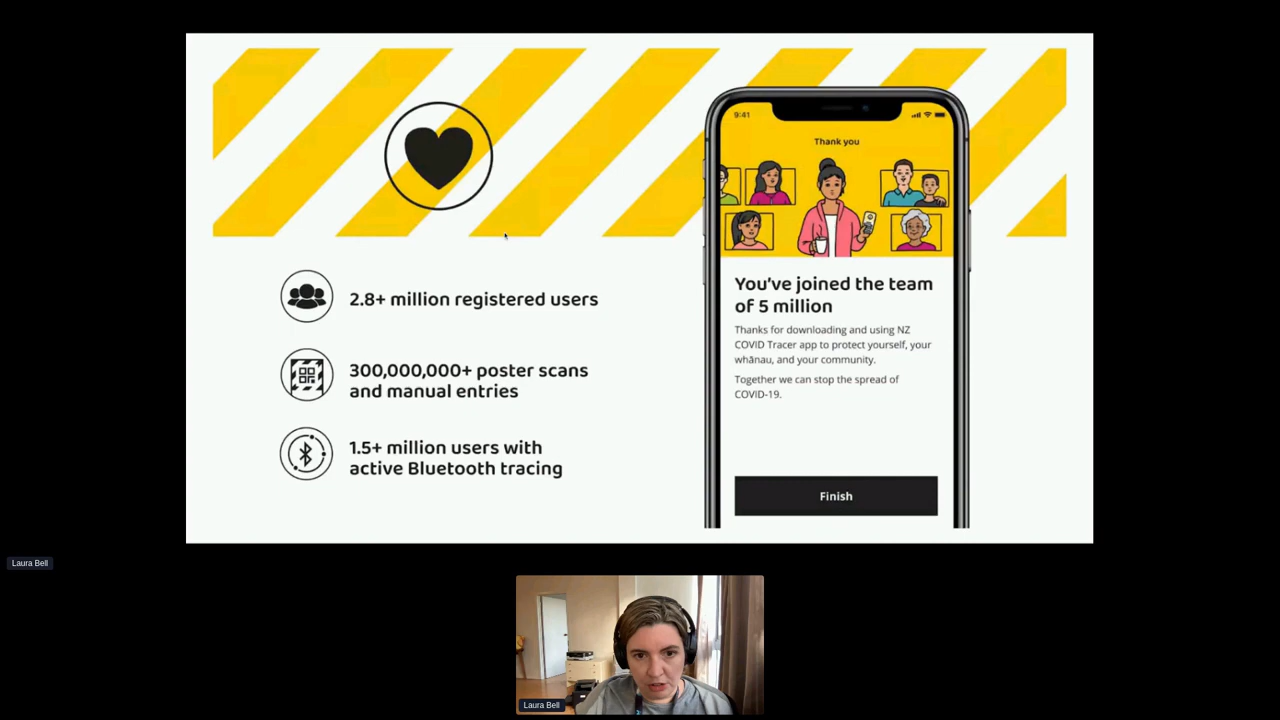 9:41
Thank you
You've joined the team
of 5 million
Thanks for downloading and using NZ
COVID Tracer app to protect yourself, your
whānau, and your community.
Together we can stop the spread of
COVID-19.
Finish
2.8+ million registered users
300,000,000+ poster scans
and manual entries
1.5+ million users with
active Bluetooth tracing
Laura Bell
Laura Bell